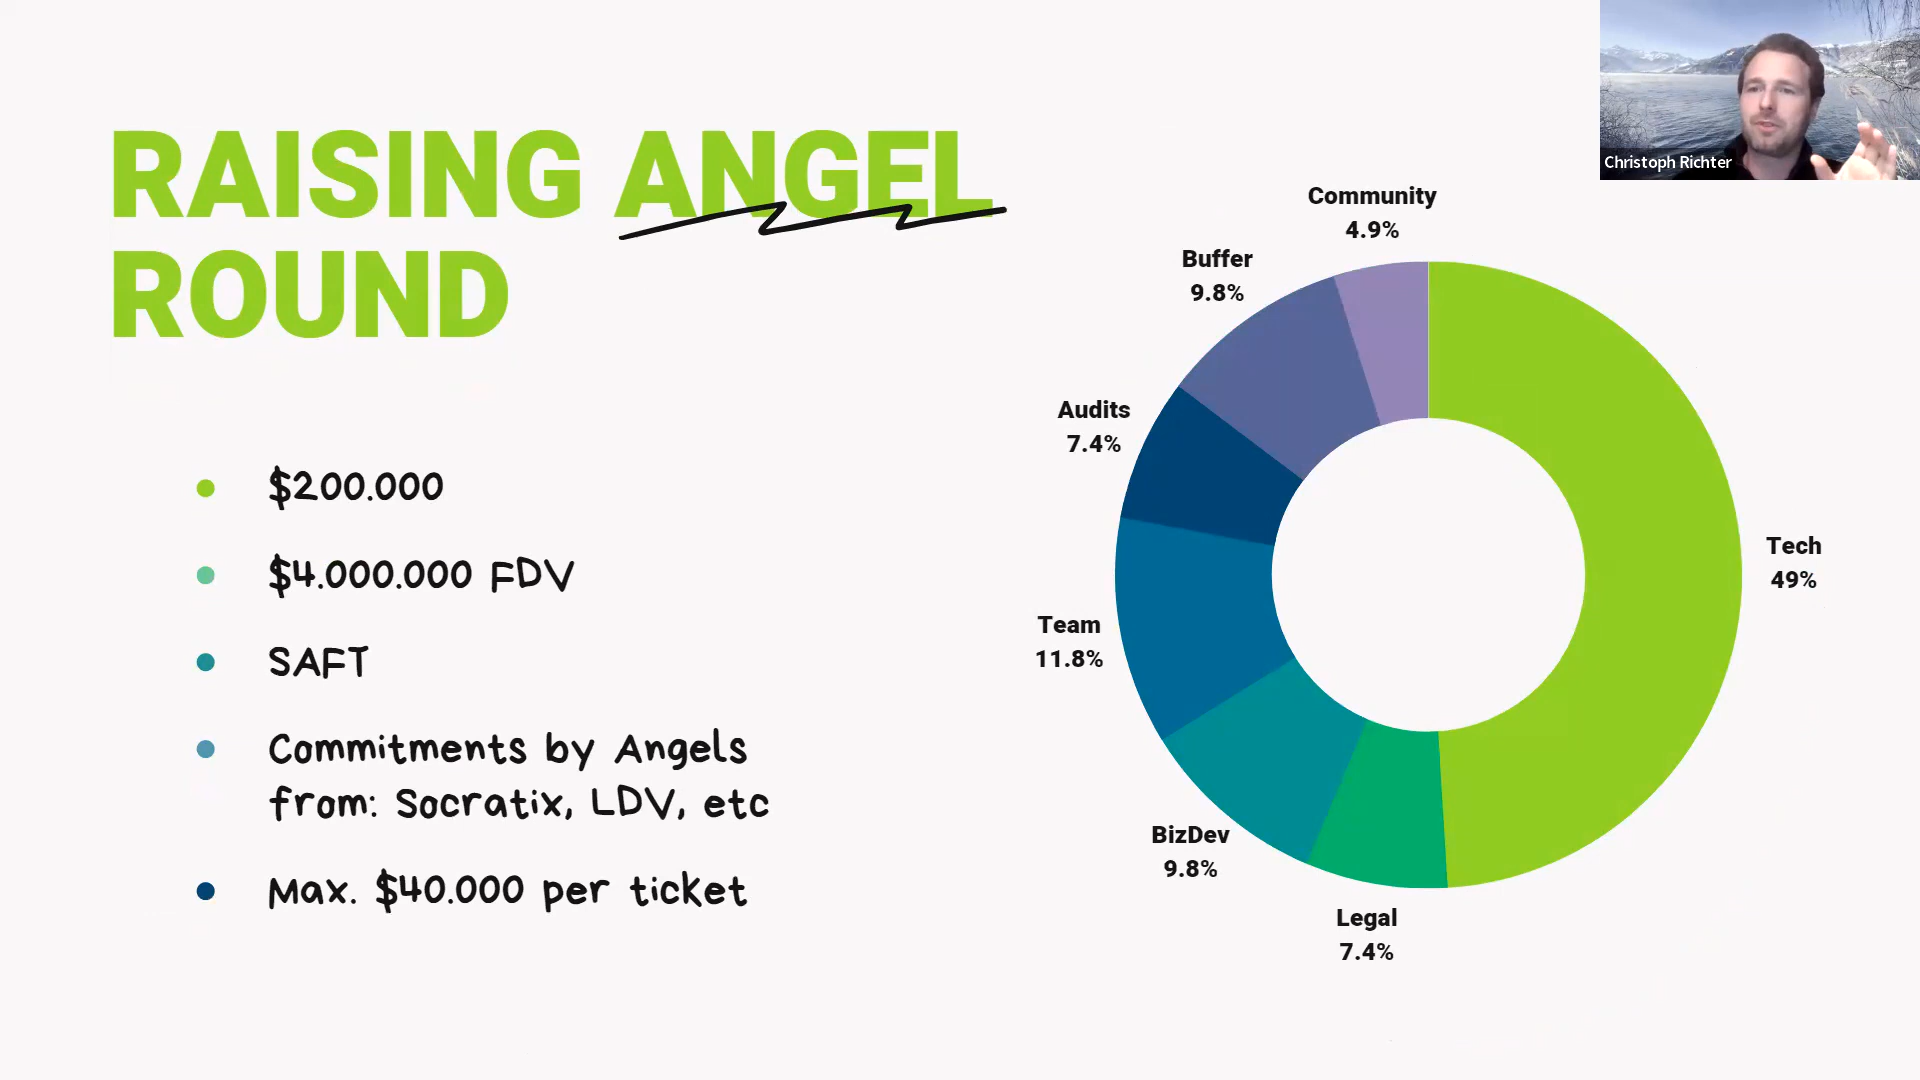 RAISING ANGEL
ROUND
$200.000
$4.000.000 FDV
SAFT
Commitments by Angels
from: Socratix, LDV, etc
Max. $40.000 per ticket
Christoph Richter
Community
4.9%
Buffer
9.8%
Audits
7.4%
Tech
49%
Team
11.8%
BizDev
9.8%
Legal
7.4%